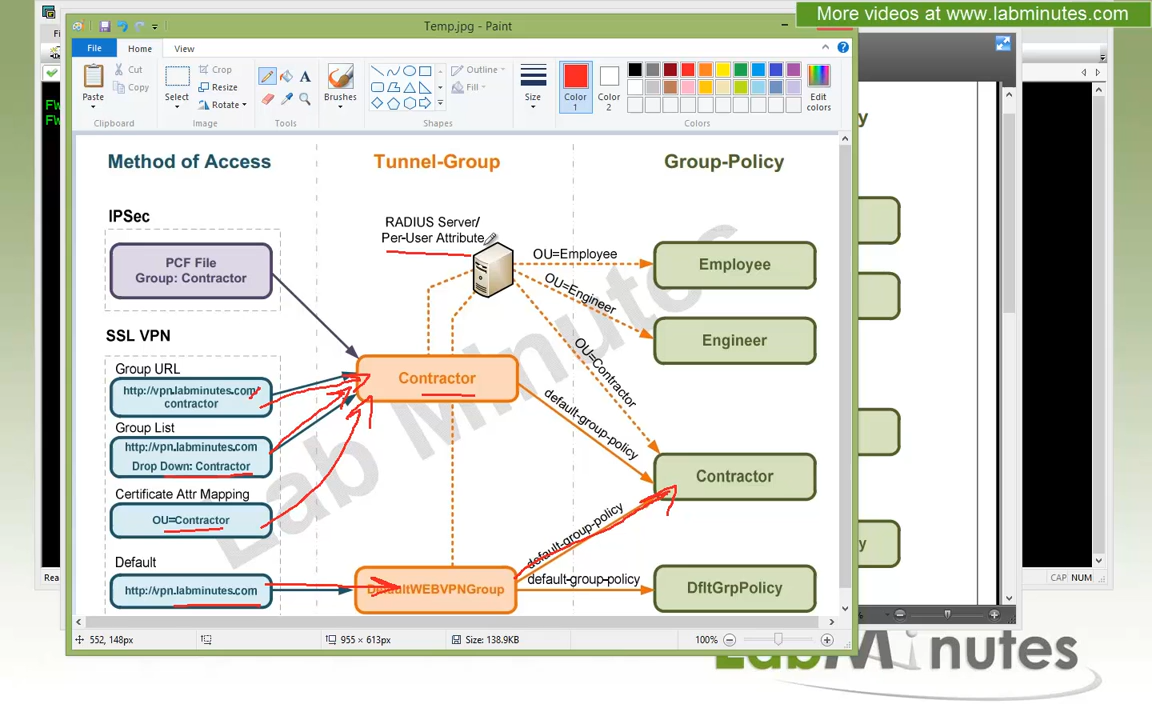 More videos at www.labminutes.com
Temp.jpg - Paint
File
Home
View
Paste
Cut
Copy
Clipboard
Select
Crop
Resize
Rotate
Image
Tools
Brushes
Outline
Fill
Shapes
Size
Color
1
Color
2
Edit
colors
Colors
Method of Access
Tunnel-Group
Group-Policy
IPSec
PCF File
Group: Contractor
SSL VPN
Group URL
http://vpn.labminutes.com/
contractor
Group List
http://vpn.labminutes.com
Drop Down: Contractor
Certificate Attr Mapping
OU=Contractor
Default
http://vpn.labminutes.com
RADIUS Server/
Per-User Attribute
OU=Employee
OU=Engineer
OU=Contractor
default-group-policy
Contractor
default-group-policy
default-group-policy
DefaultWEBVPNGroup
Employee
Engineer
Contractor
DfltGrpPolicy
Lab Minutes
552, 148px
955 × 613px
Size: 138.9KB
100%
CAP NUM
LabMinutes